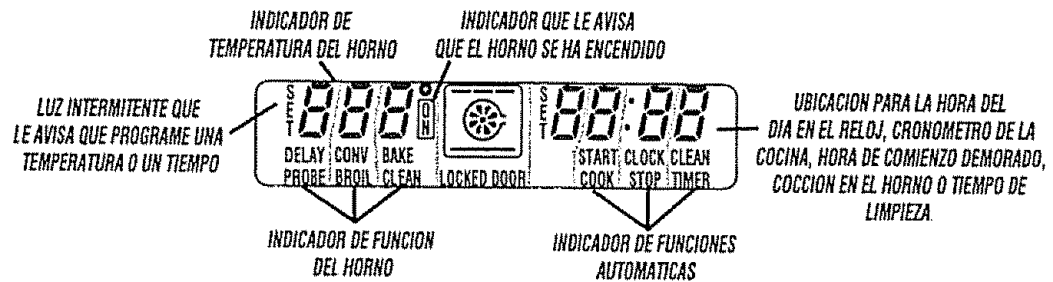 INDICADOR DE
TEMPERATURA DEL HORNO
INDICADOR QUE LE AVISA
QUE EL HORNO SE HA ENCENDIDO
LUZ INTERMITENTE QUE
LE AVISA QUE PROGRAME UNA
TEMPERATURA O UN TIEMPO
SET
888°
ON
SET
88:88
DELAY CONV BAKE
PROBE BROIL CLEAN
LOCKED DOOR
START CLOCK CLEAN
COOK STOP TIMER
UBICACION PARA LA HORA DEL
DIA EN EL RELOJ, CRONOMETRO DE LA
COCINA, HORA DE COMIENZO DEMORADO,
COCCION EN EL HORNO O TIEMPO DE
LIMPIEZA.
INDICADOR DE FUNCION
DEL HORNO
INDICADOR DE FUNCIONES
AUTOMATICAS